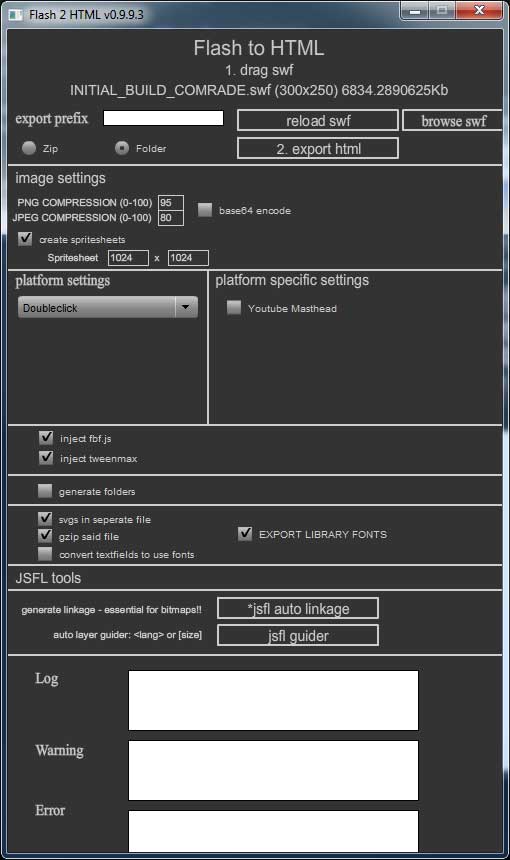 Flash 2 HTML v0.9.9.3
Flash to HTML
1. drag swf
INITIAL_BUILD_COMRADE.swf (300x250) 6834.2890625Kb
export prefix reload swf browse swf
Zip Folder 2. export html
image settings
PNG COMPRESSION (0-100) 95
JPEG COMPRESSION (0-100) 80
base64 encode
create spritesheets
Spritesheet 1024 x 1024
platform settings
Doubleclick
platform specific settings
Youtube Masthead
inject fbf.js
inject tweenmax
generate folders
svgs in seperate file
gzip said file
convert textfields to use fonts
EXPORT LIBRARY FONTS
JSFL tools
generate linkage - essential for bitmaps!! *jsfl auto linkage
auto layer guider: <lang> or [size] jsfl guider
Log
Warning
Error